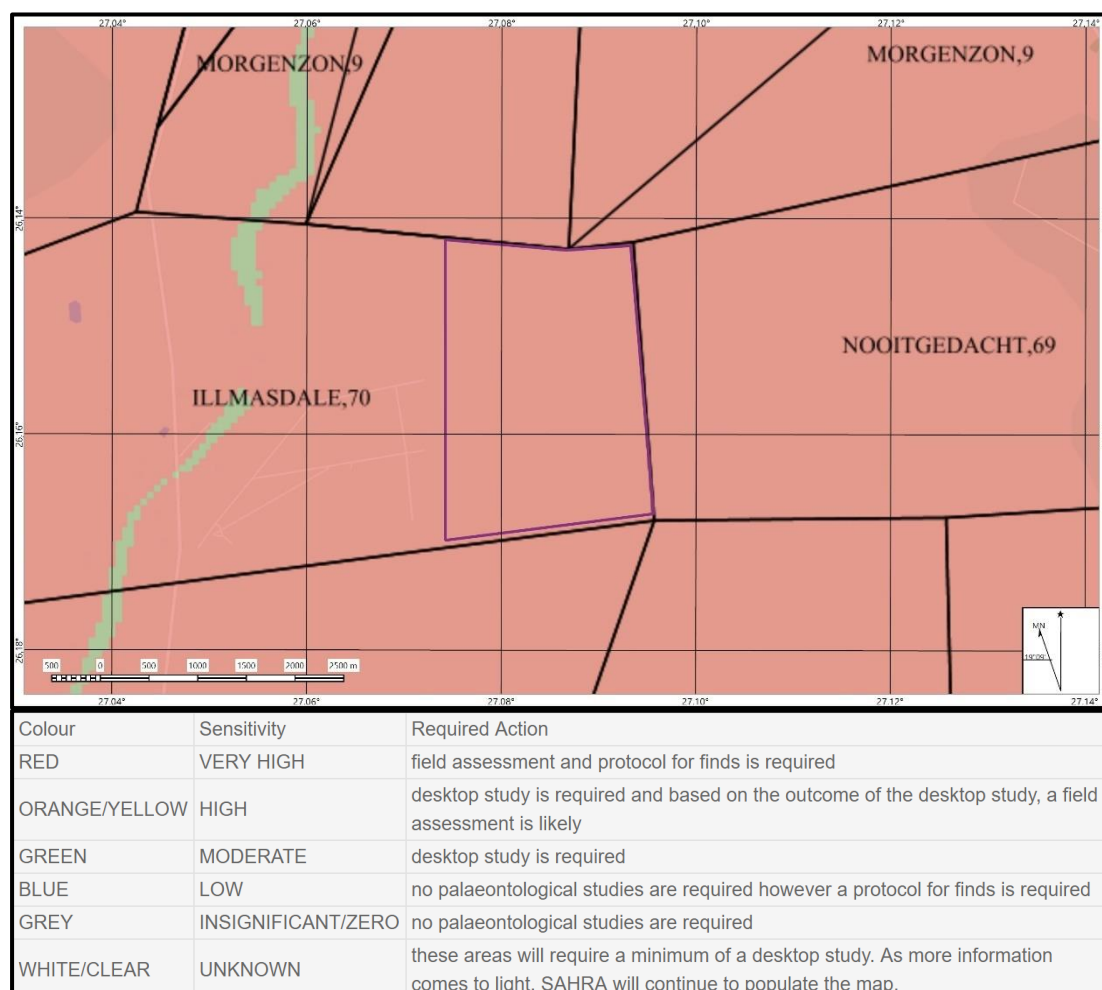 27,04° 27,06° 27,08° 27,10° 27,12° 27,14°
MORGENZON,9 MORGENZON,9
26,14°
NOOITGEDACHT,69
ILLMASDALE,70
26,16°
MN
19°09'
26,18°
500 0 500 1000 1500 2000 2500 m
27,04° 27,06° 27,08° 27,10° 27,12° 27,14°
Colour Sensitivity Required Action
RED VERY HIGH field assessment and protocol for finds is required
ORANGE/YELLOW HIGH desktop study is required and based on the outcome of the desktop study, a field
assessment is likely
GREEN MODERATE desktop study is required
BLUE LOW no palaeontological studies are required however a protocol for finds is required
GREY INSIGNIFICANT/ZERO no palaeontological studies are required
WHITE/CLEAR UNKNOWN these areas will require a minimum of a desktop study. As more information
comes to light, SAHRA will continue to populate the map.